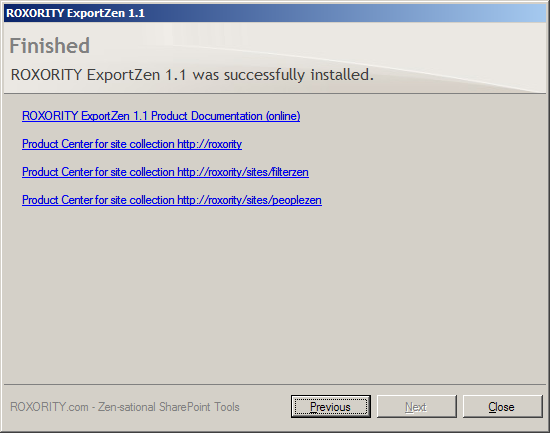 ROXORITY ExportZen 1.1
Finished
ROXORITY ExportZen 1.1 was successfully installed.
ROXORITY ExportZen 1.1 Product Documentation (online)
Product Center for site collection http://roxority
Product Center for site collection http://roxority/sites/filterzen
Product Center for site collection http://roxority/sites/peoplezen
ROXORITY.com - Zen-sational SharePoint Tools
Previous
Next
Close